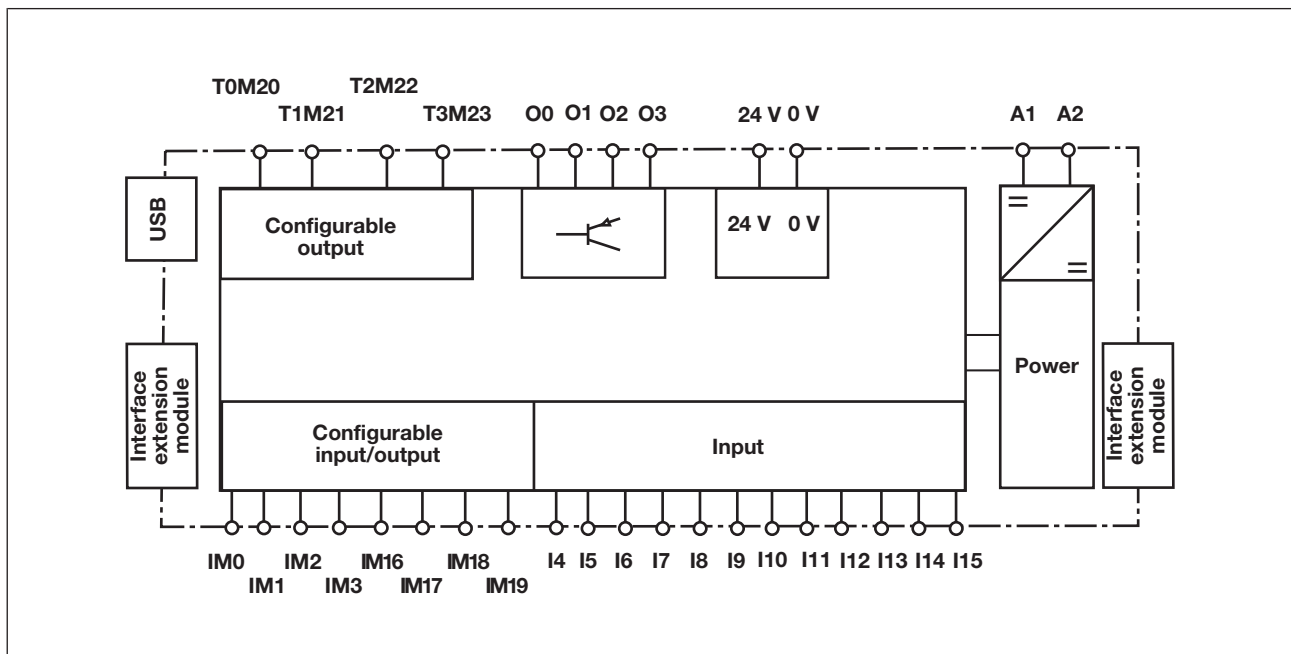 T0M20
T2M22
T1M21
T3M23
O0 O1 O2 O3
24 V 0 V
A1 A2
USB
Configurable
output
24 V 0 V
Interface
extension
module
Power
Interface
extension
module
Configurable
input/output
Input
IM0
IM2
IM16
IM18
I4 I5 I6 I7 I8 I9 I10 I11 I12 I13 I14 I15
IM1
IM3
IM17
IM19